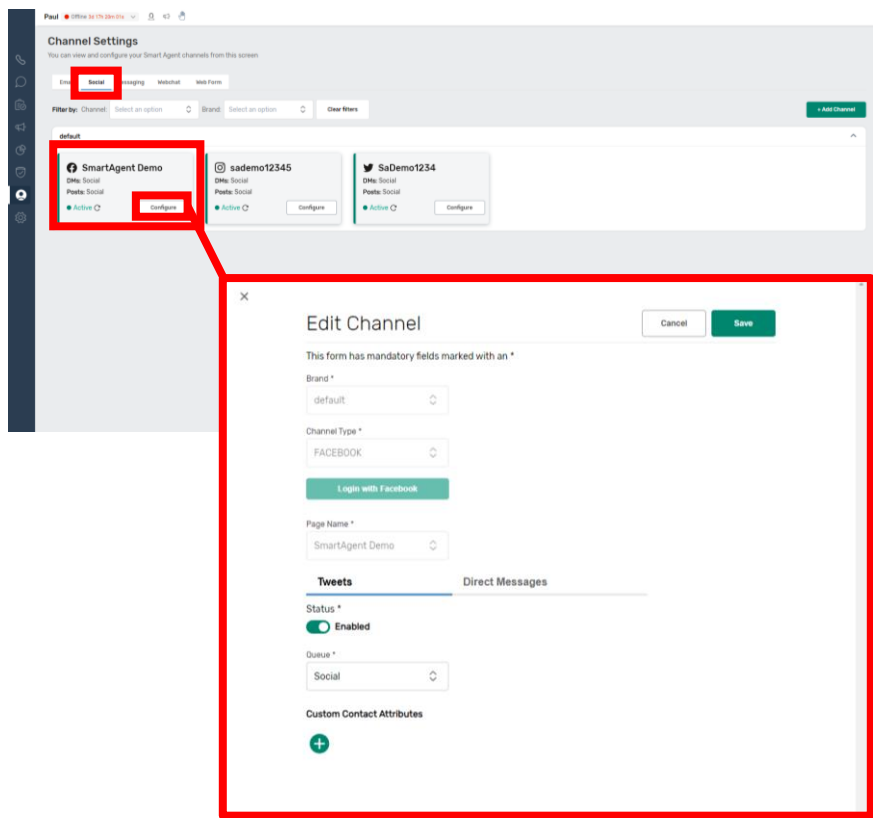 Paul Offline
Channel Settings
You can view and configure your Smart Agent channels from this screen
Social Webchat Web Form
Filter by: Channel: Select an option Brand: Select an option Clear filters + Add Channel
default
SmartAgent Demo
DMs: Social
Posts: Social
Active Configure
sademo12345
DMs: Social
Posts: Social
Active Configure
SaDemo1234
DMs: Social
Posts: Social
Active Configure
Edit Channel
Cancel Save
This form has mandatory fields marked with an *
Brand *
default
Channel Type *
FACEBOOK
Login with Facebook
Page Name *
SmartAgent Demo
Tweets Direct Messages
Status *
Enabled
Queue *
Social
Custom Contact Attributes